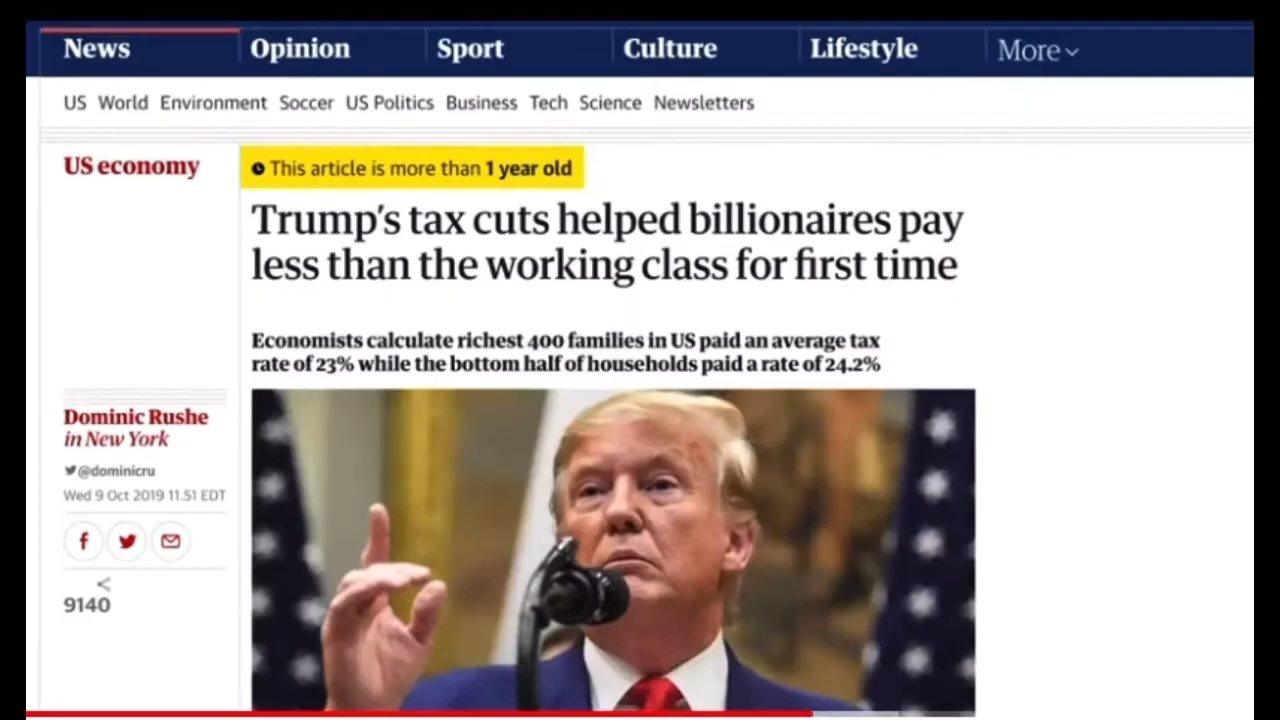 News Opinion Sport Culture Lifestyle More
US World Environment Soccer US Politics Business Tech Science Newsletters
US economy
This article is more than 1 year old
Trump's tax cuts helped billionaires pay
less than the working class for first time
Economists calculate richest 400 families in US paid an average tax
rate of 23% while the bottom half of households paid a rate of 24.2%
Dominic Rushe
in New York
@dominicru
Wed 9 Oct 2019 11.51 EDT
9140